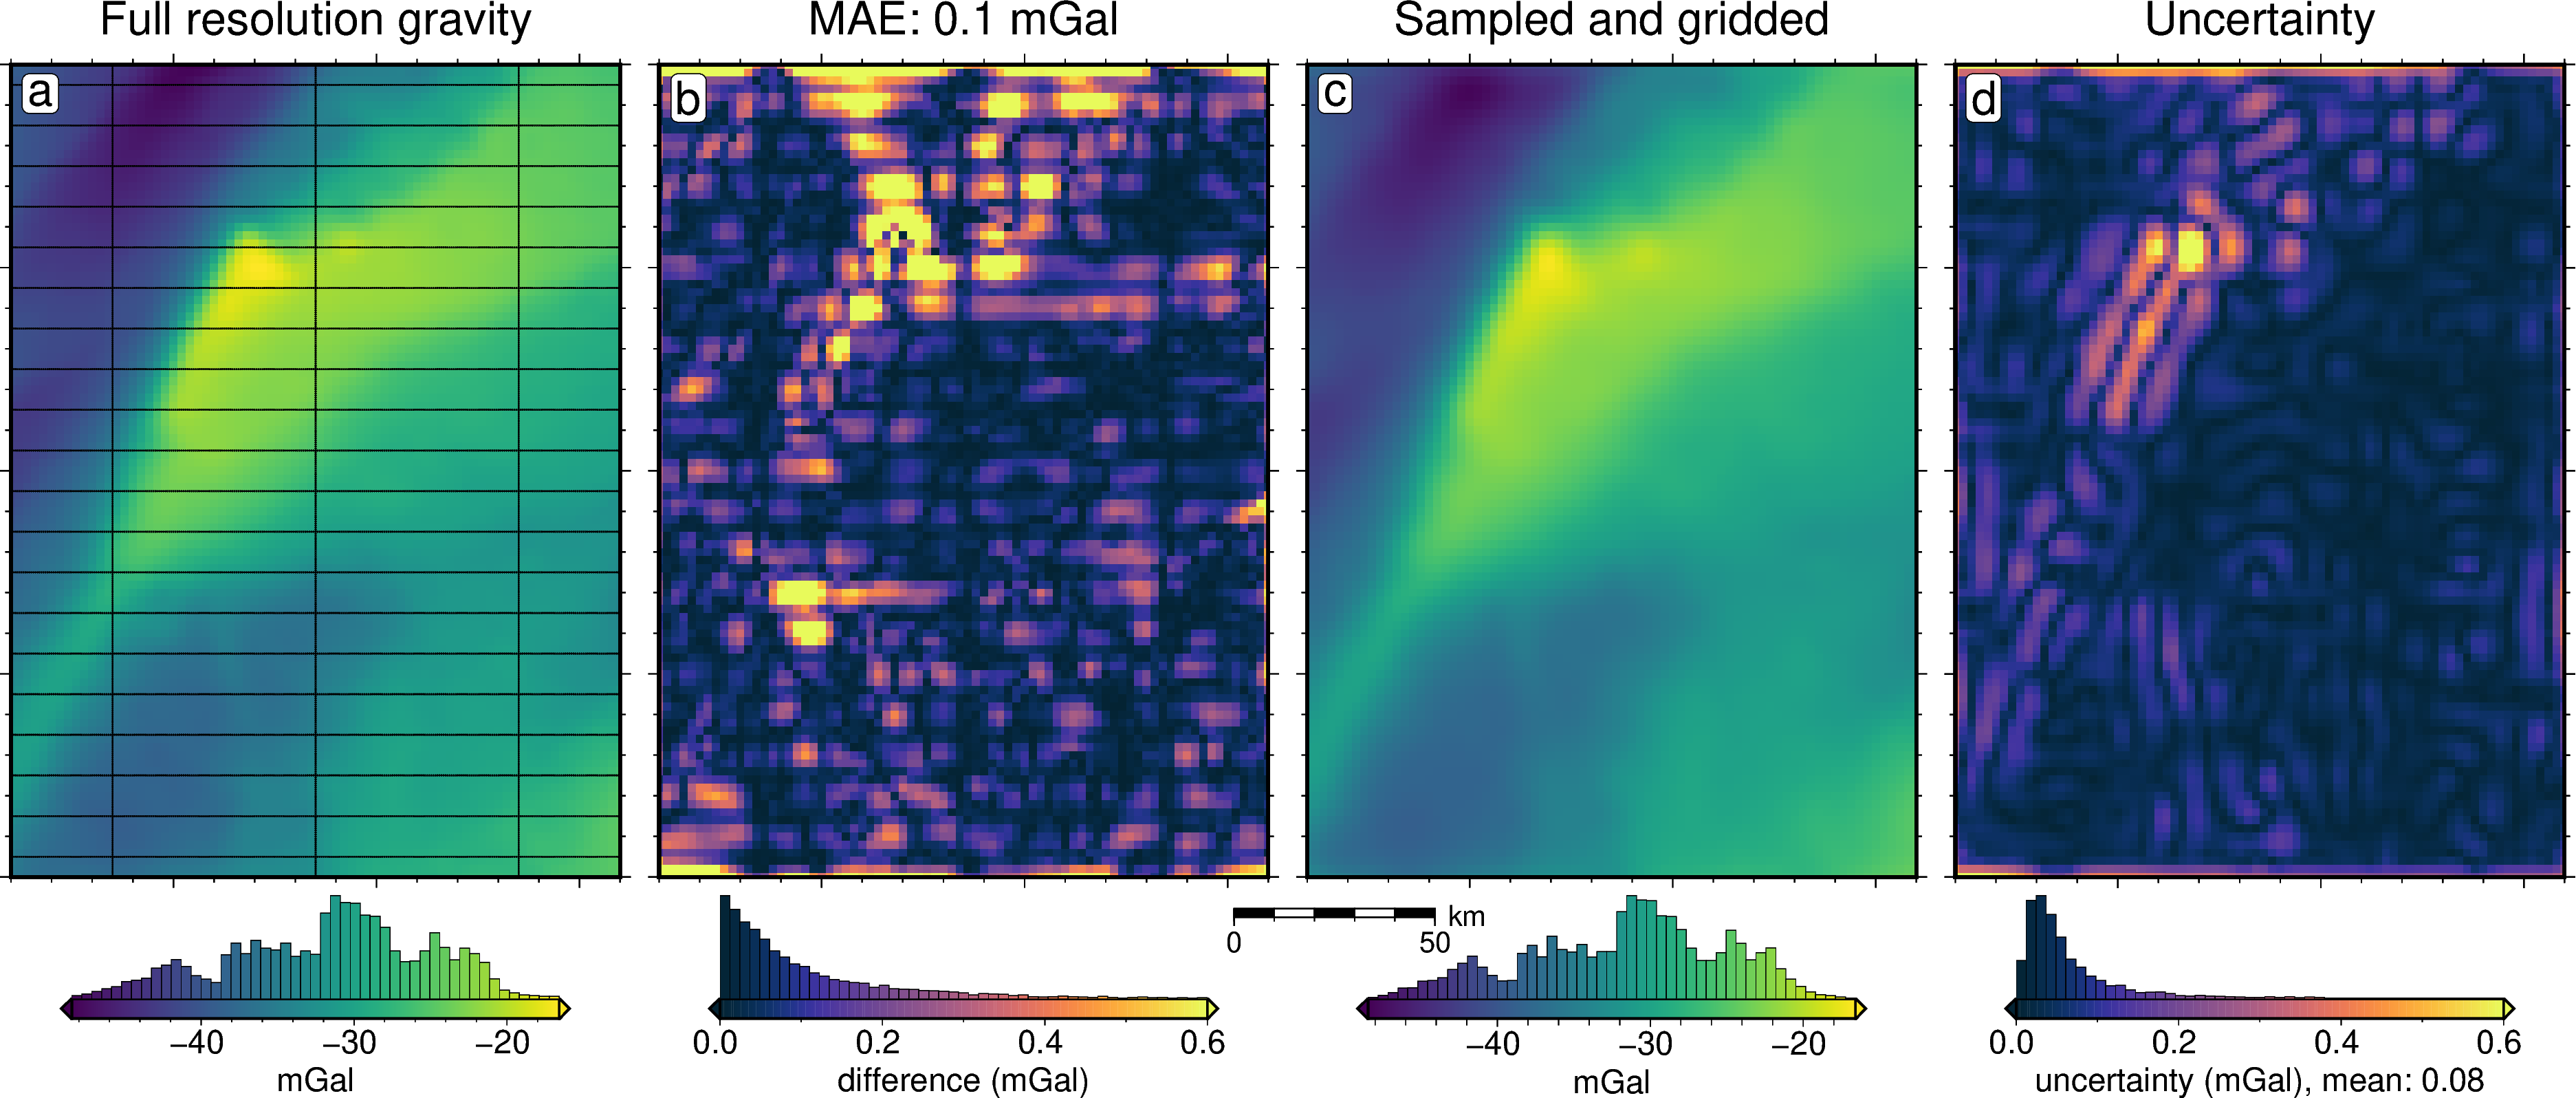 Full resolution gravity
MAE: 0.1 mGal
Sampled and gridded
Uncertainty
a
b
c
d
−40 −30 −20
mGal
0.0 0.2 0.4 0.6
difference (mGal)
0 50 km
−40 −30 −20
mGal
0.0 0.2 0.4 0.6
uncertainty (mGal), mean: 0.08